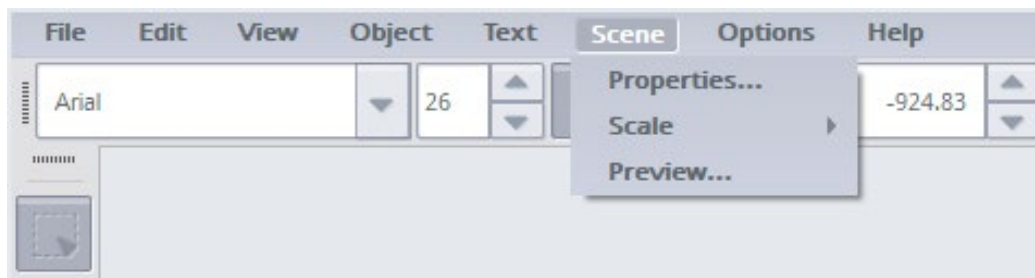 File Edit View Object Text Scene Options Help
Arial 26 -924.83
Properties...
Scale
Preview...